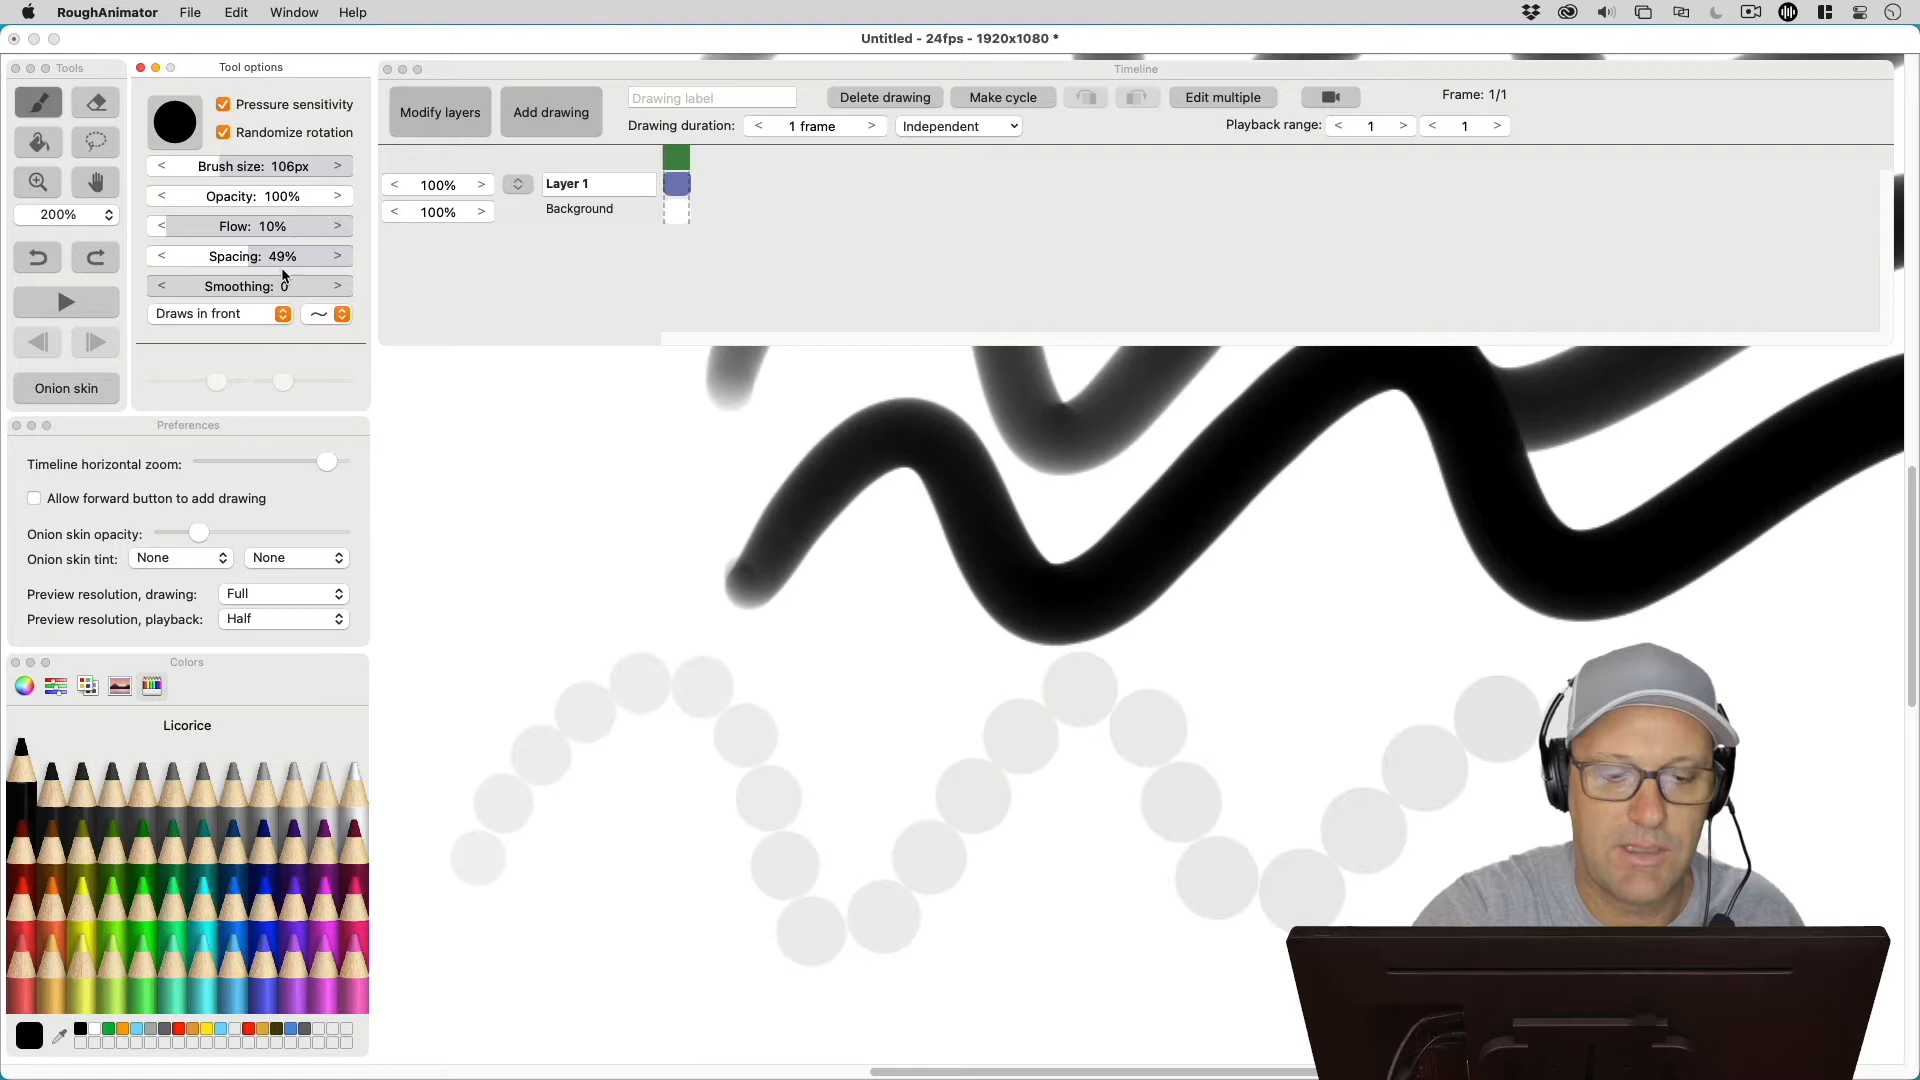 RoughAnimator File Edit Window Help
Untitled - 24fps - 1920x1080 *
Tools
200%
Onion skin
Tool options
Pressure sensitivity
Randomize rotation
< Brush size: 106px >
< Opacity: 100% >
< Flow: 10% >
< Spacing: 49% >
< Smoothing: 0 >
Draws in front
Timeline
Modify layers
Add drawing
Drawing label
Delete drawing
Make cycle
Edit multiple
Frame: 1/1
Drawing duration: < 1 frame >
Independent
Playback range: < 1 > < 1 >
< 100% > Layer 1
< 100% > Background
Preferences
Timeline horizontal zoom:
Allow forward button to add drawing
Onion skin opacity:
Onion skin tint: None None
Preview resolution, drawing: Full
Preview resolution, playback: Half
Colors
Licorice